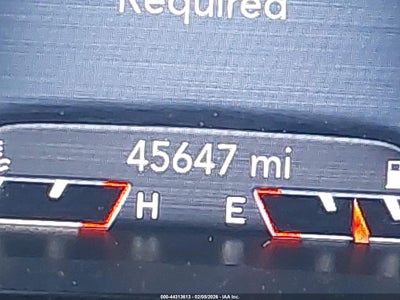 Required
45647 mi
H E
000-44313613 - 02/09/2026 - IAA Inc.